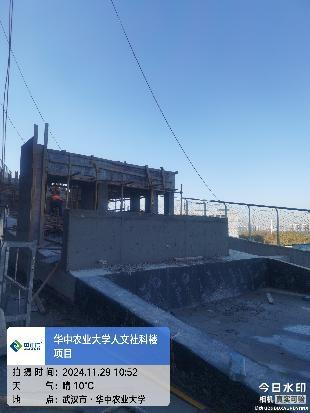 华中农业大学人文社科楼
项目
拍摄时间：2024.11.29 10:52
天气：晴 10℃
地点：武汉市·华中农业大学
今日水印
相机 真实可验